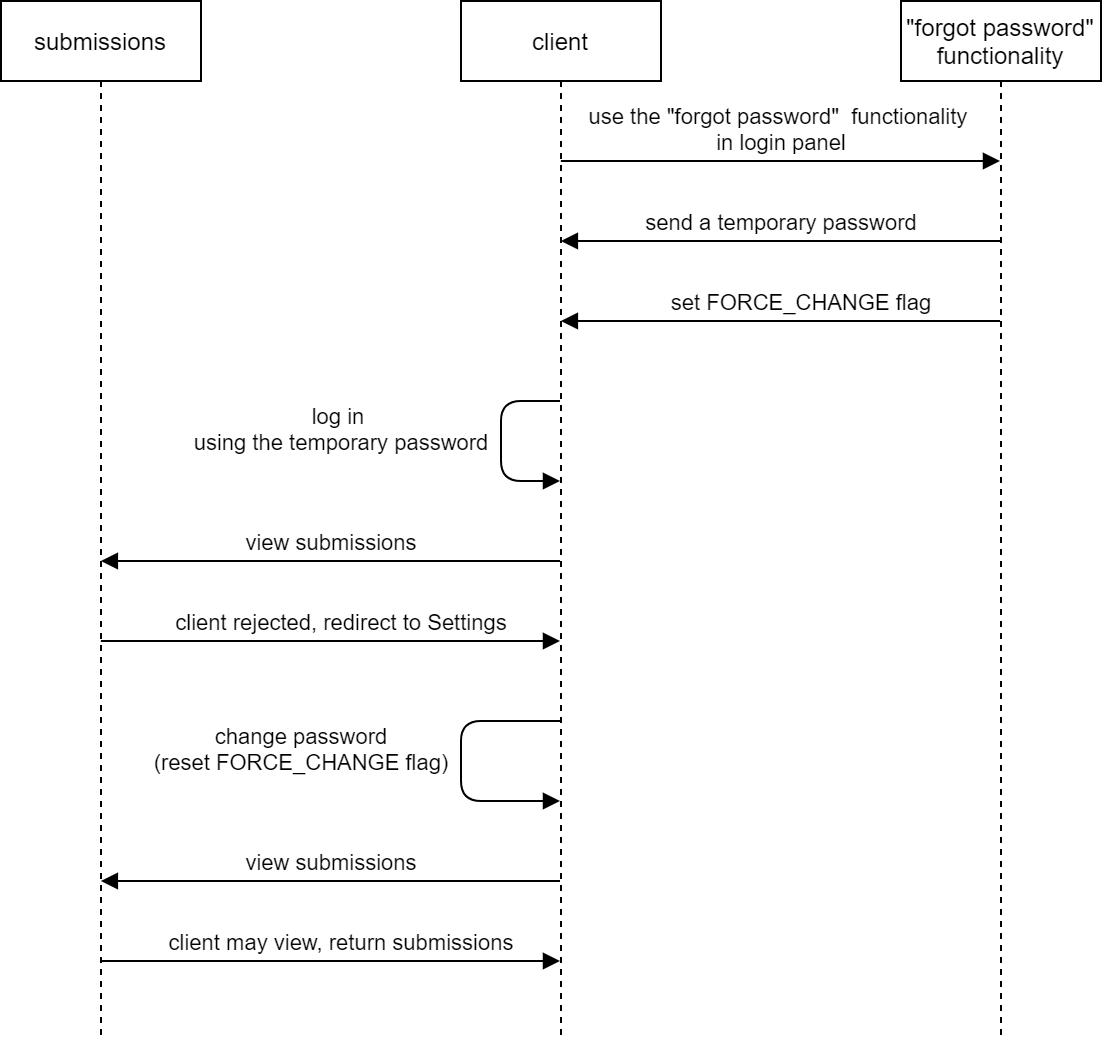 submissions
client
"forgot password"
functionality
use the "forgot password"  functionality
in login panel
send a temporary password
set FORCE_CHANGE flag
log in
using the temporary password
view submissions
client rejected, redirect to Settings
change password
(reset FORCE_CHANGE flag)
view submissions
client may view, return submissions